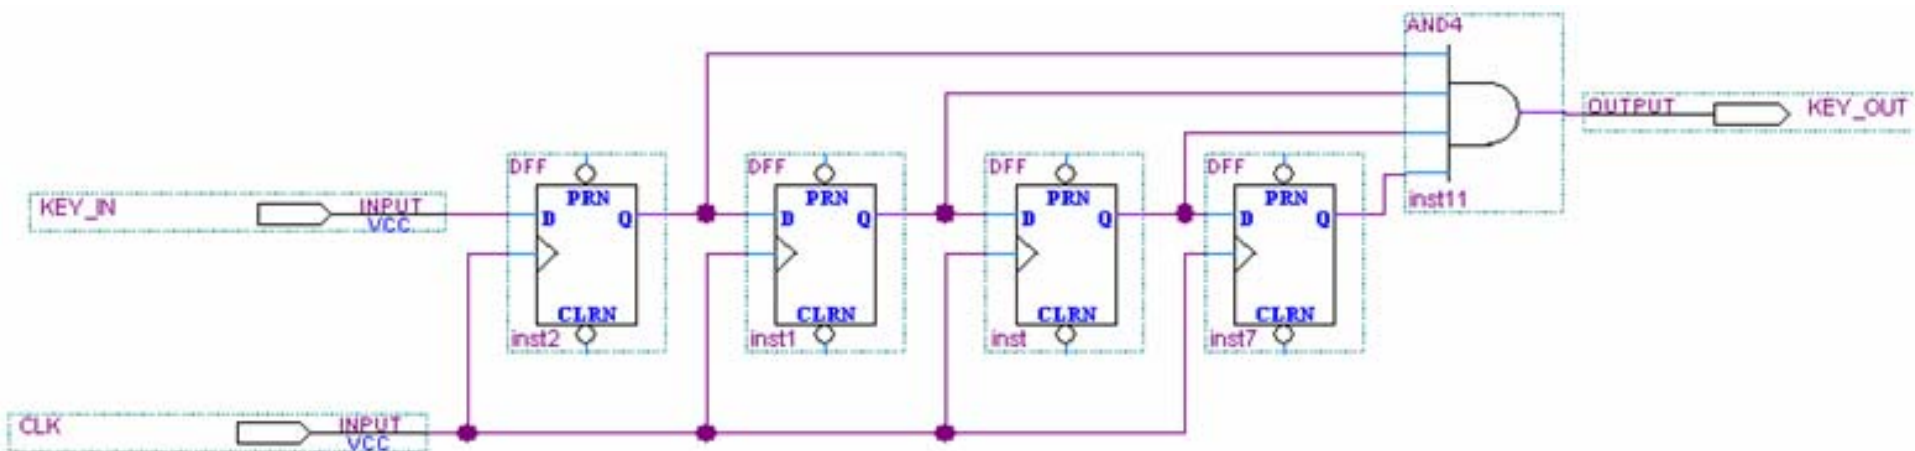 AND4
OUTPUT
KEY_OUT
inst11
KEY_IN
INPUT
VCC
DFF
PRN
D
Q
CLRN
inst2
DFF
PRN
D
Q
CLRN
inst1
DFF
PRN
D
Q
CLRN
inst
DFF
PRN
D
Q
CLRN
inst7
CLK
INPUT
VCC